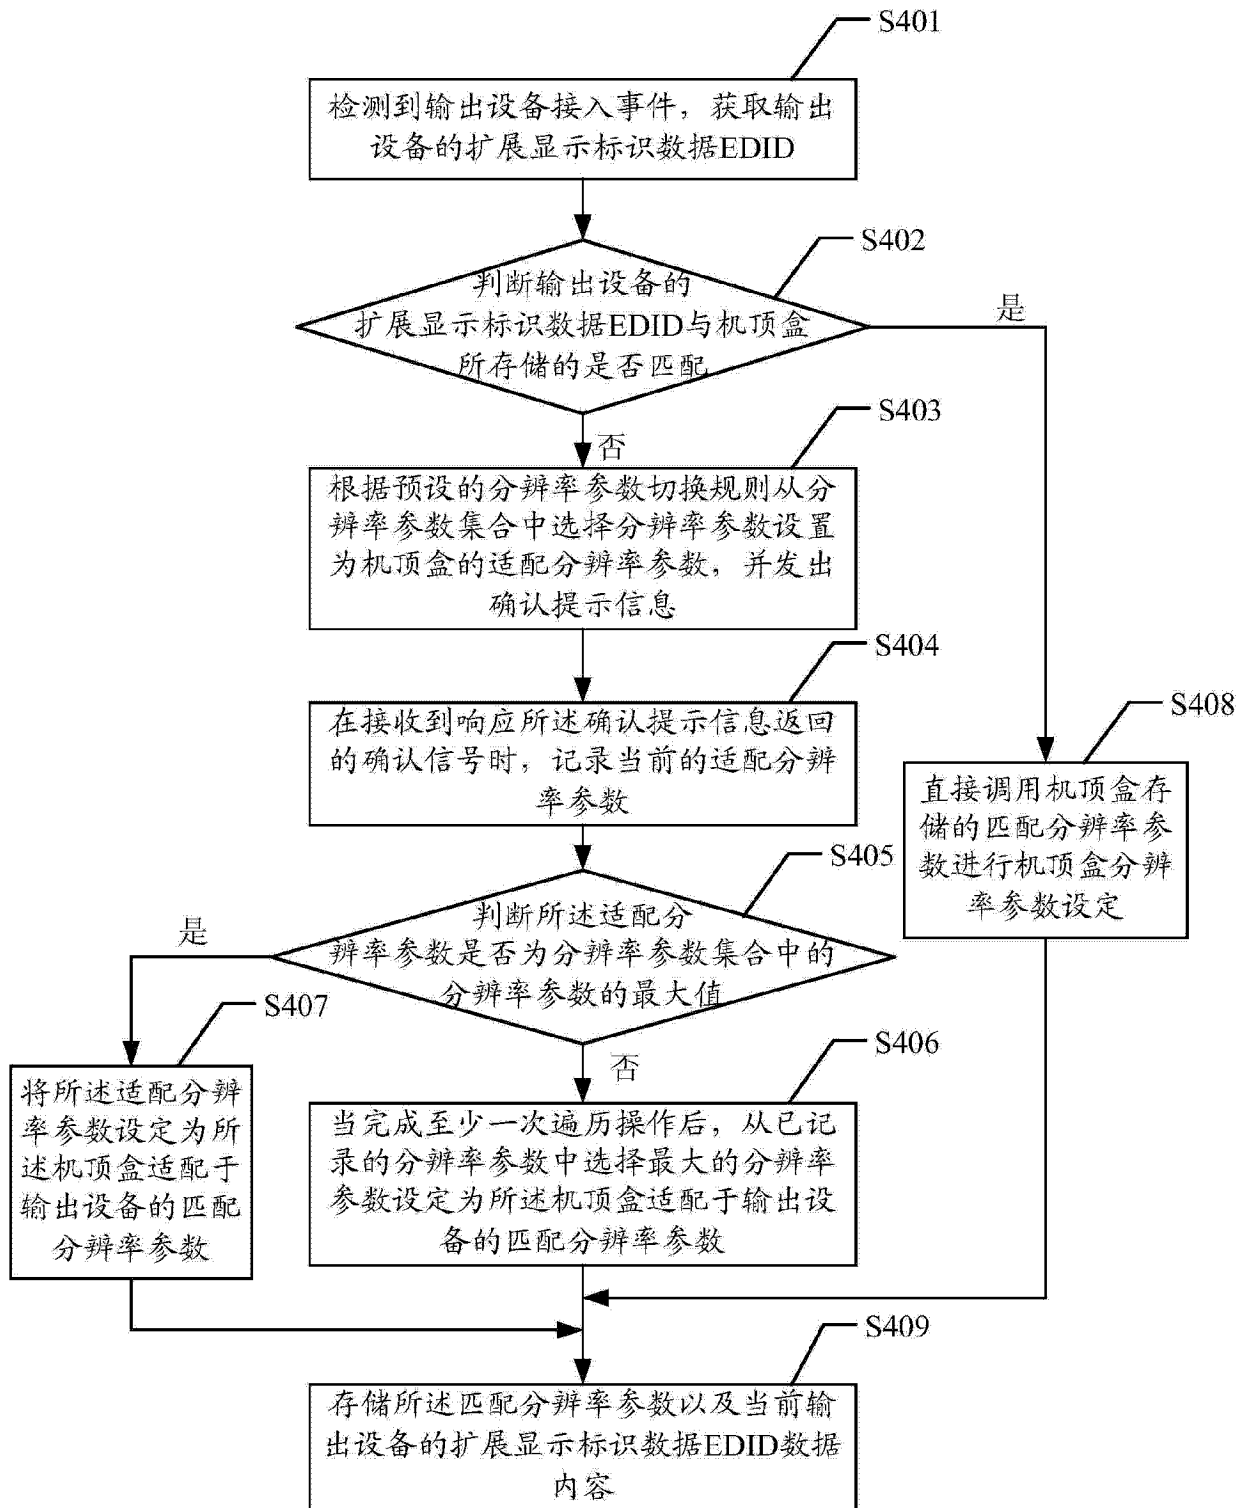 S401
检测到输出设备接入事件，获取输出
设备的扩展显示标识数据EDID
S402
判断输出设备的
扩展显示标识数据EDID与机顶盒
所存储的是否匹配
是
S403
否
根据预设的分辨率参数切换规则从分
辨率参数集合中选择分辨率参数设置
为机顶盒的适配分辨率参数，并发出
确认提示信息
S404
在接收到响应所述确认提示信息返回
的确认信号时，记录当前的适配分辨
率参数
S408
直接调用机顶盒存
储的匹配分辨率参
数进行机顶盒分辨
率参数设定
S405
判断所述适配分
辨率参数是否为分辨率参数集合中的
分辨率参数的最大值
是
S407
将所述适配分辨
率参数设定为所
述机顶盒适配于
输出设备的匹配
分辨率参数
否
S406
当完成至少一次遍历操作后，从已记
录的分辨率参数中选择最大的分辨率
参数设定为所述机顶盒适配于输出设
备的匹配分辨率参数
S409
存储所述匹配分辨率参数以及当前输
出设备的扩展显示标识数据EDID数据
内容